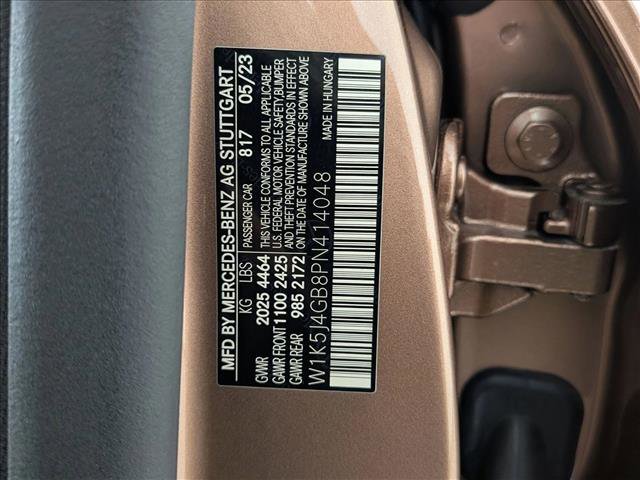 MFD BY MERCEDES-BENZ AG STUTTGART
PASSENGER CAR 817 05/23
KG LBS
GVWR 2025 4464
GAWR FRONT 1100 2425
GAWR REAR 985 2172
THIS VEHICLE CONFORMS TO ALL APPLICABLE
U.S. FEDERAL MOTOR VEHICLE SAFETY, BUMPER
AND THEFT PREVENTION STANDARDS IN EFFECT
ON THE DATE OF MANUFACTURE SHOWN ABOVE
MADE IN HUNGARY
W1K5J4GB8PN414048